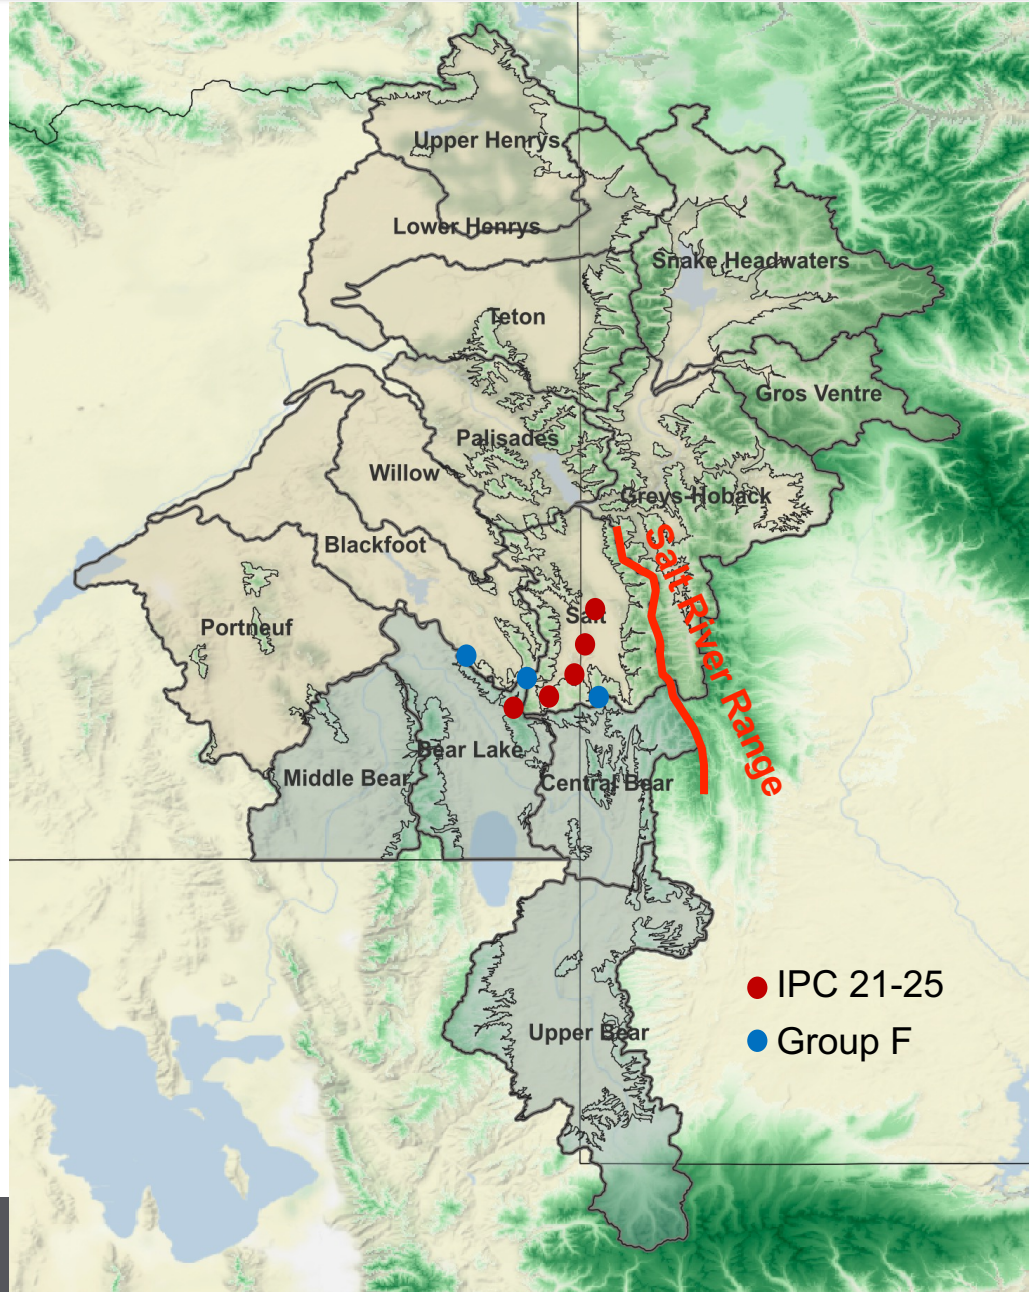 Upper Henrys
Lower Henrys
Snake Headwaters
Teton
Gros Ventre
Palisades
Willow
Greys-Hoback
Blackfoot
Salt River Range
Salt
Portneuf
Bear Lake
Middle Bear
Central Bear
IPC 21-25
Upper Bear
Group F